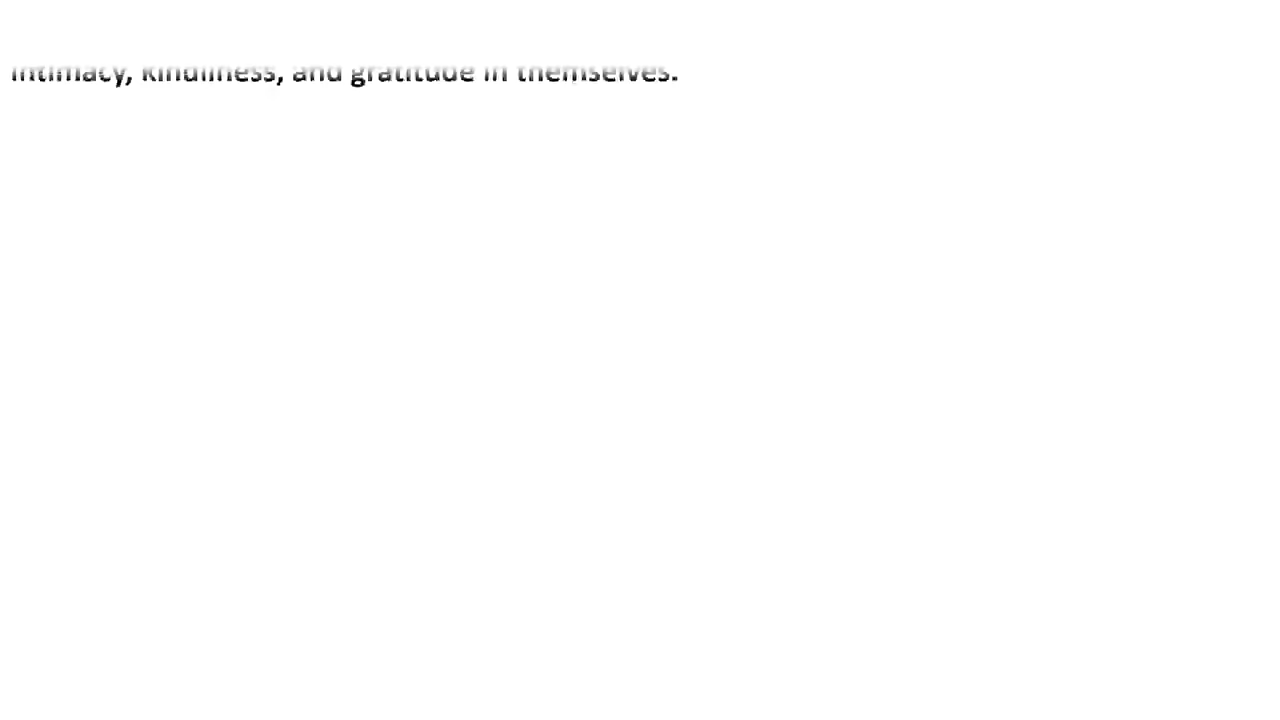 intimacy, kindliness, and gratitude in themselves.